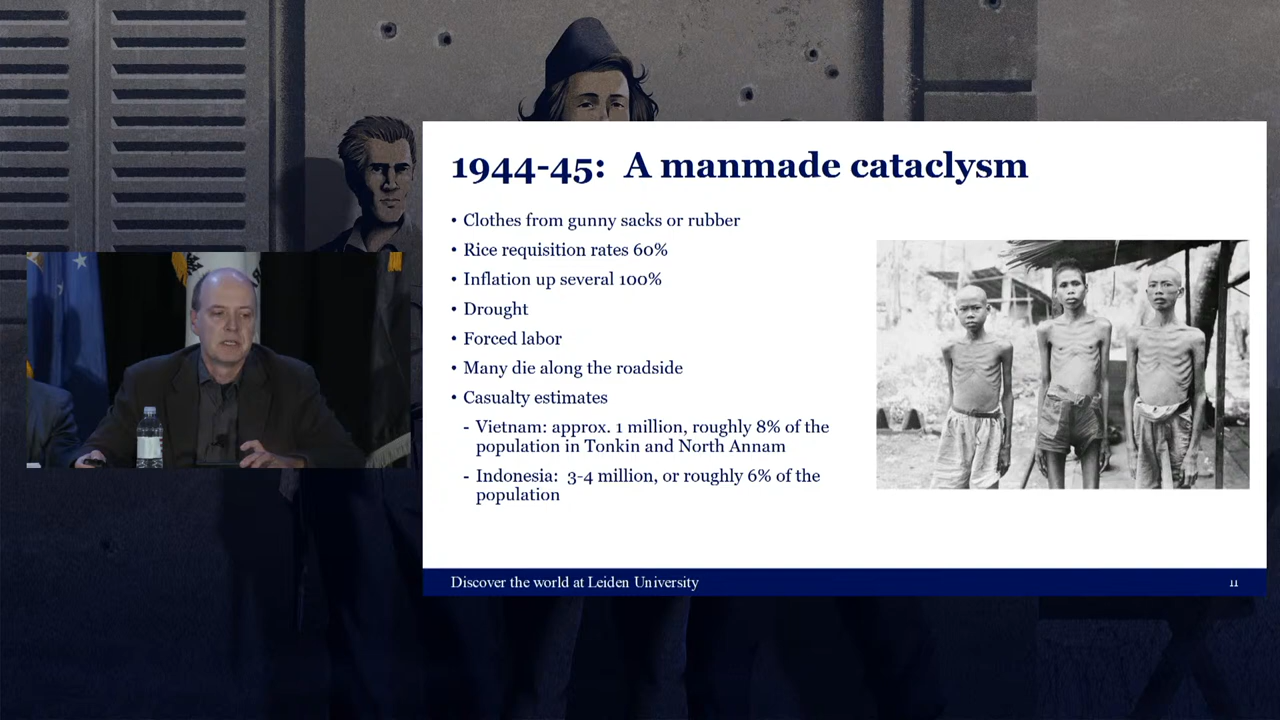 1944-45: A manmade cataclysm
• Clothes from gunny sacks or rubber
• Rice requisition rates 60%
• Inflation up several 100%
• Drought
• Forced labor
• Many die along the roadside
• Casualty estimates
- Vietnam: approx. 1 million, roughly 8% of the
population in Tonkin and North Annam
- Indonesia: 3-4 million, or roughly 6% of the
population
Discover the world at Leiden University
11